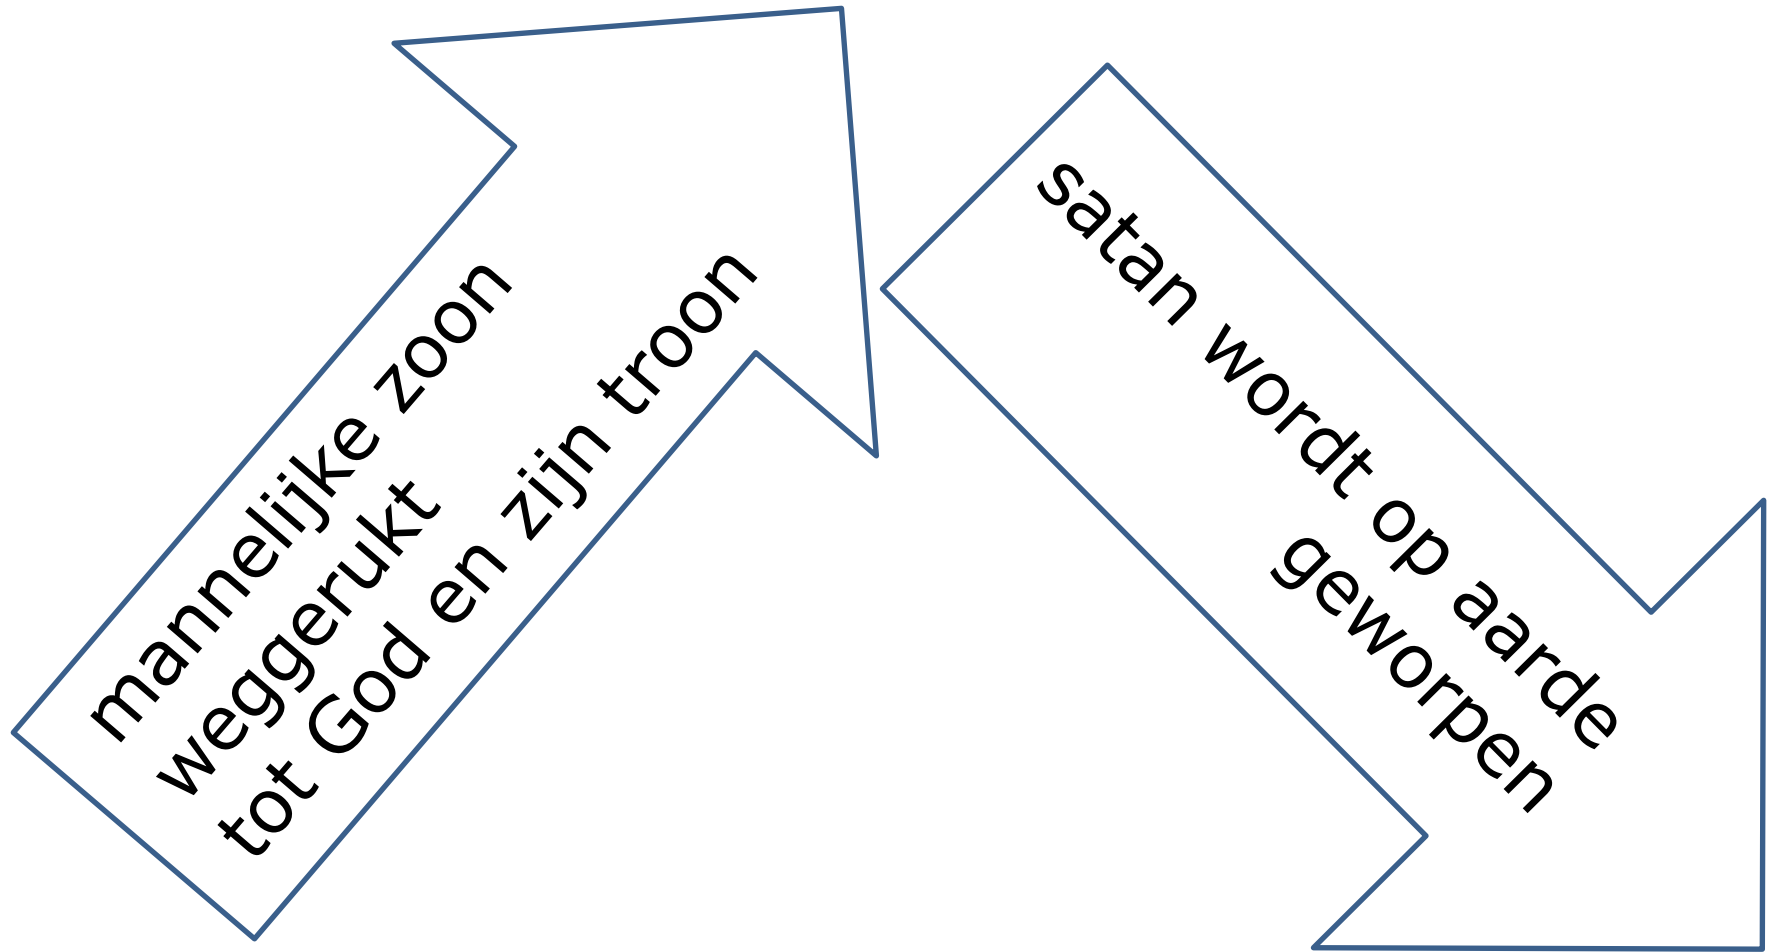 mannelijke zoon
weggerukt
tot God en zijn troon
satan wordt op aarde
geworpen